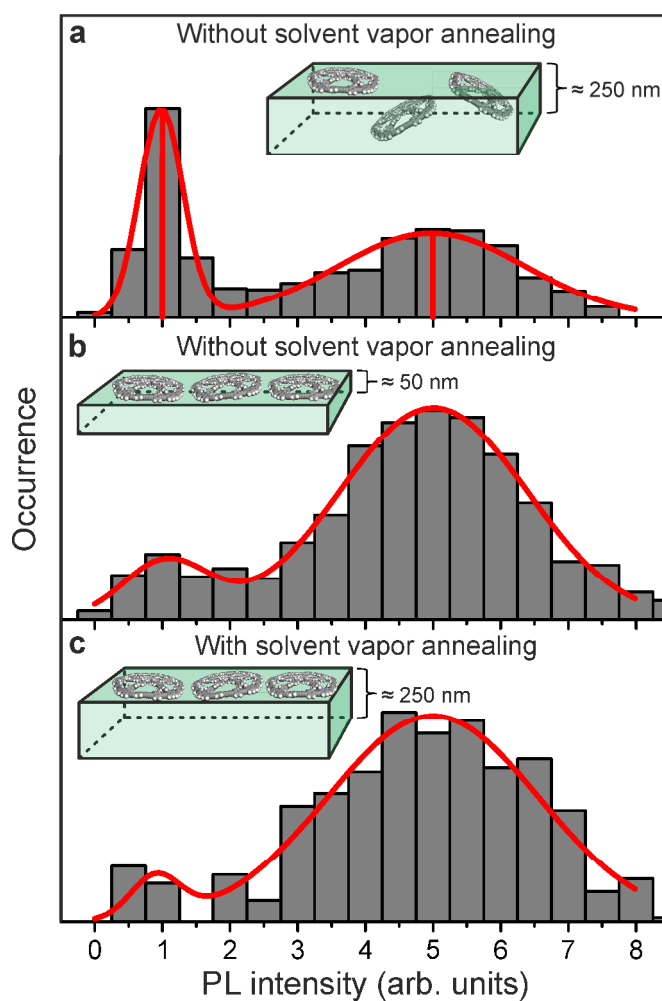 a Without solvent vapor annealing
≈ 250 nm
b Without solvent vapor annealing
≈ 50 nm
Occurrence
c With solvent vapor annealing
≈ 250 nm
0 1 2 3 4 5 6 7 8
PL intensity (arb. units)